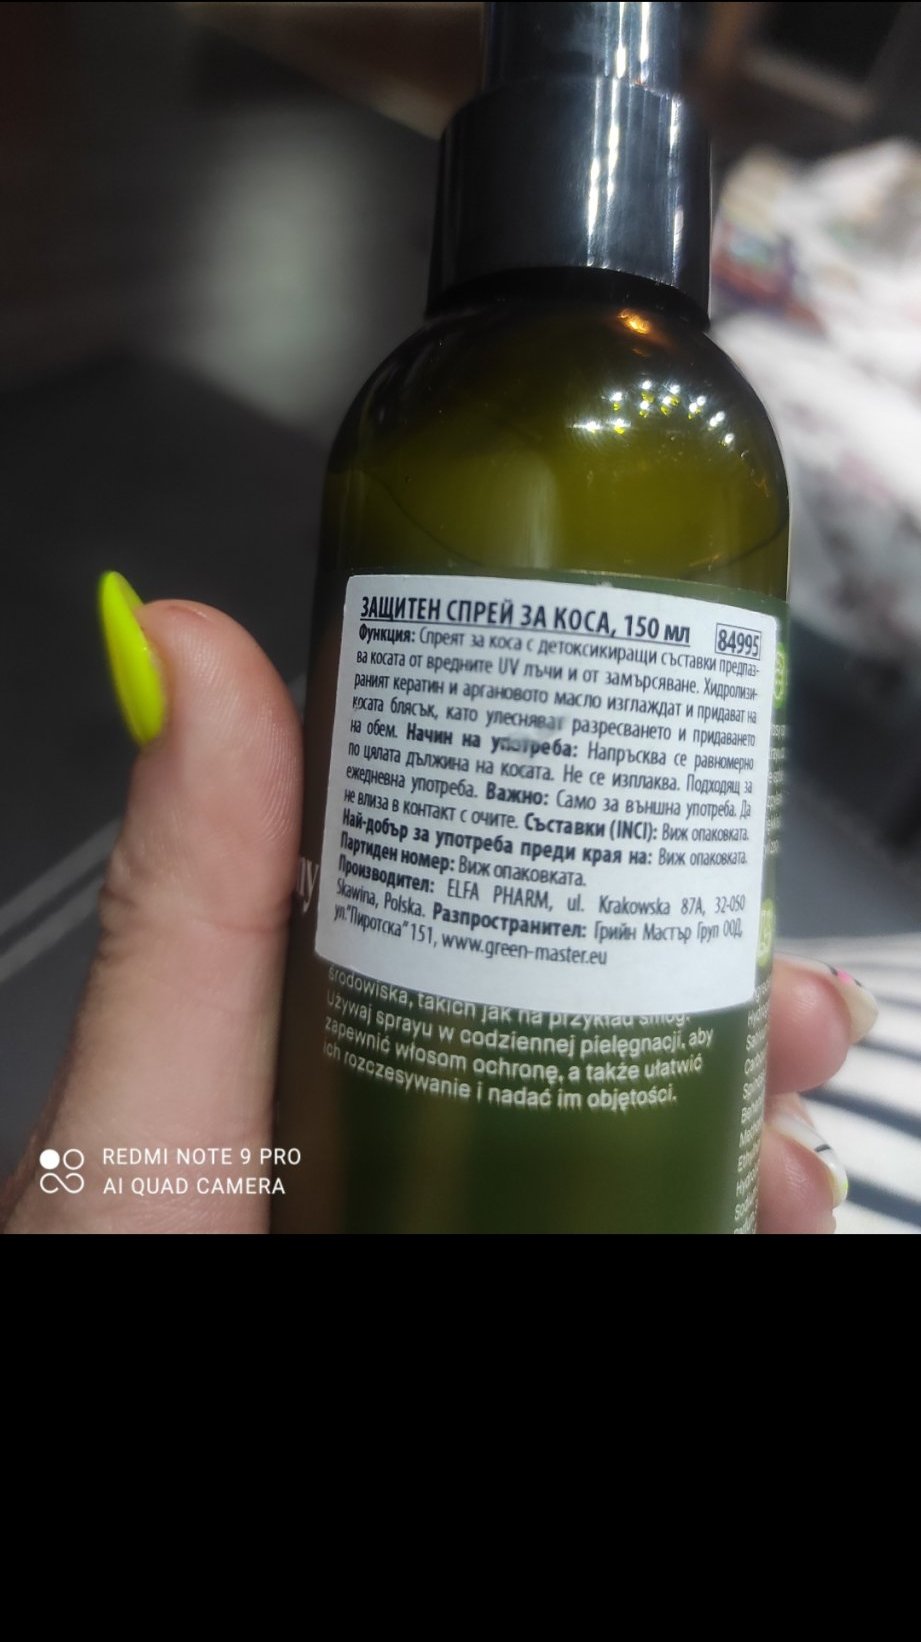 ЗАЩИТЕН СПРЕЙ ЗА КОСА, 150 мл 84995
Функция: Спреят за коса с детоксикиращи съставки предпаз-
ва косата от вредните UV лъчи и от замърсяване. Хидролизи-
раният кератин и аргановото масло изглаждат и придават на
косата блясък, като улесняват разресването и придаването
на обем. Начин на употреба: Напръсква се равномерно
по цялата дължина на косата. Не се изплаква. Подходящ за
ежедневна употреба. Важно: Само за външна употреба. Да
не влиза в контакт с очите. Съставки (INCI): Виж опаковката.
Най-добър за употреба преди края на: Виж опаковката.
Партиден номер: Виж опаковката.
Производител: ELFA PHARM, ul. Krakowska 87A, 32-050
Skawina, Polska. Разпространител: Грийн Мастър Груп ООД,
ул."Пиротска" 151, www.green-master.eu
środowiska, takich jak na przykład smog.
Używaj sprayu w codziennej pielęgnacji, aby
zapewnić włosom ochronę, a także ułatwić
ich rozczesywanie i nadać im objętości.
REDMI NOTE 9 PRO
AI QUAD CAMERA